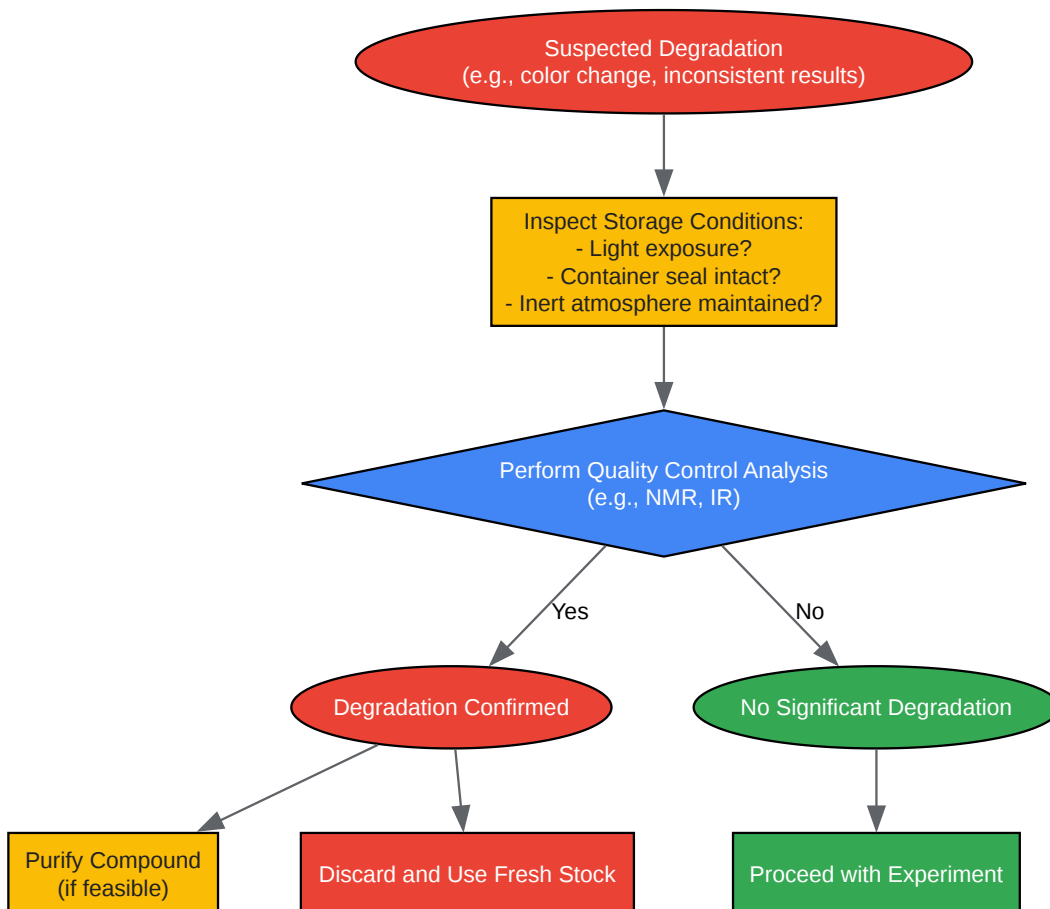 Suspected Degradation
(e.g., color change, inconsistent results)
Inspect Storage Conditions:
- Light exposure?
- Container seal intact?
- Inert atmosphere maintained?
Perform Quality Control Analysis
(e.g., NMR, IR)
Yes
No
Degradation Confirmed
No Significant Degradation
Purify Compound
(if feasible)
Discard and Use Fresh Stock
Proceed with Experiment